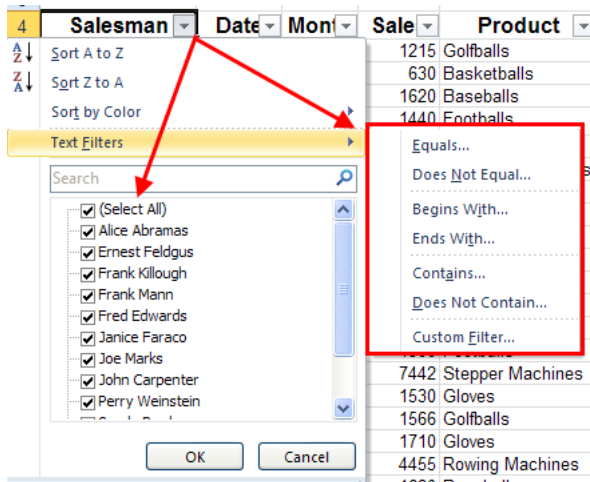 4 Salesman Date Mont Sale Product
Sort A to Z
Sort Z to A
Sort by Color
Text Filters
Search
(Select All)
Alice Abramas
Ernest Feldgus
Frank Killough
Frank Mann
Fred Edwards
Janice Faraco
Joe Marks
John Carpenter
Perry Weinstein
OK Cancel
1215 Golfballs
630 Basketballs
1620 Baseballs
1440 Footballs
Equals...
Does Not Equal...
Begins With...
Ends With...
Contains...
Does Not Contain...
Custom Filter...
7442 Stepper Machines
1530 Gloves
1566 Golfballs
1710 Gloves
4455 Rowing Machines